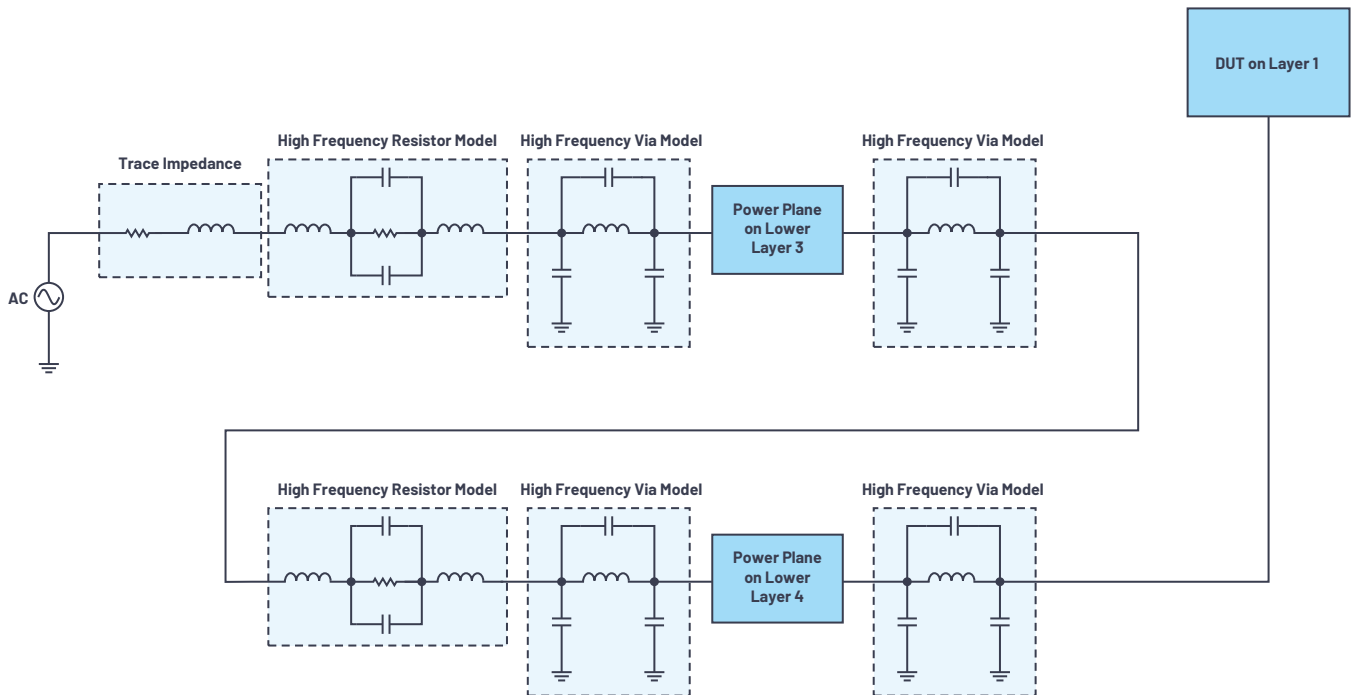 DUT on Layer 1
High Frequency Resistor Model
High Frequency Via Model
High Frequency Via Model
Trace Impedance
Power Plane
on Lower
Layer 3
AC
High Frequency Resistor Model
High Frequency Via Model
High Frequency Via Model
Power Plane
on Lower
Layer 4